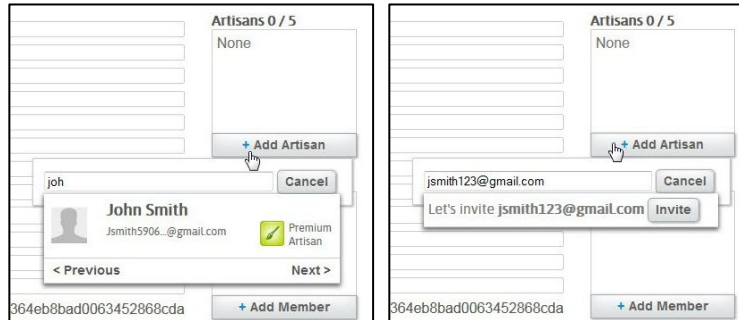 Artisans 0 / 5
None
+ Add Artisan
joh
Cancel
John Smith
Jsmith5906...@gmail.com
Premium
Artisan
< Previous
Next >
364eb8bad0063452868cda
+ Add Member
Artisans 0 / 5
None
+ Add Artisan
jsmith123@gmail.com
Cancel
Let's invite jsmith123@gmail.com
Invite
364eb8bad0063452868cda
+ Add Member